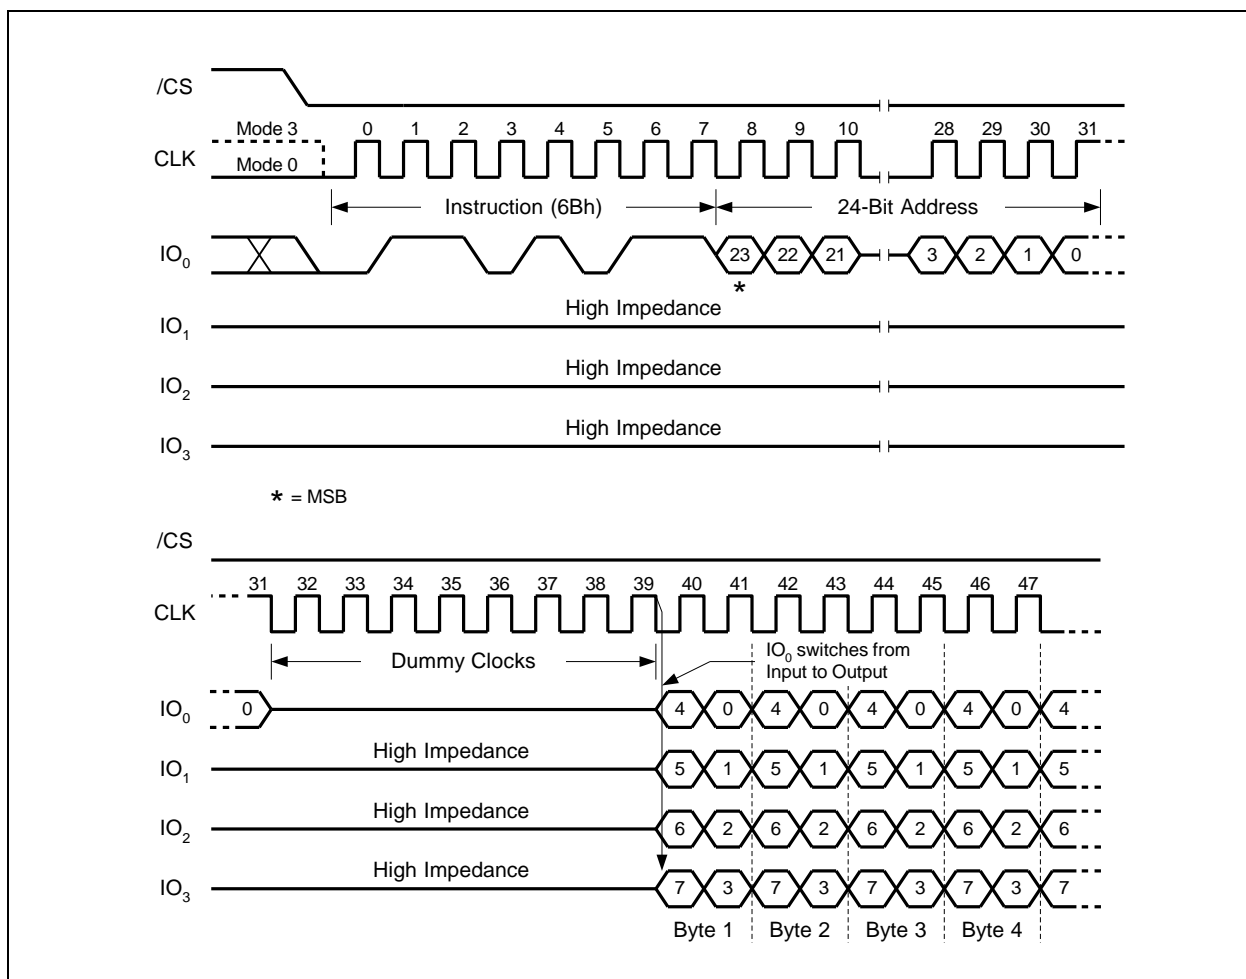 /CS
Mode 3
0 1 2 3 4 5 6 7 8 9 10 28 29 30 31
CLK
Mode 0
Instruction (6Bh)
24-Bit Address
IO0
23 22 21 3 2 1 0
*
High Impedance
IO1
High Impedance
IO2
High Impedance
IO3
* = MSB
/CS
31 32 33 34 35 36 37 38 39 40 41 42 43 44 45 46 47
CLK
Dummy Clocks
IO0 switches from
Input to Output
IO0
0 4 0 4 0 4 0 4 0 4
High Impedance
IO1
5 1 5 1 5 1 5 1 5
High Impedance
IO2
6 2 6 2 6 2 6 2 6
High Impedance
IO3
7 3 7 3 7 3 7 3 7
Byte 1 Byte 2 Byte 3 Byte 4